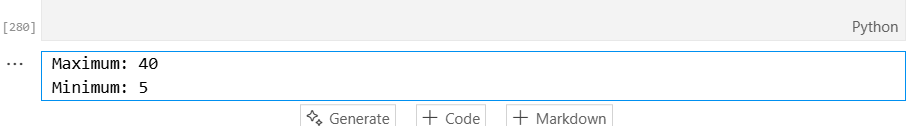 [280]
Python
...
Maximum: 40
Minimum: 5
Generate
Code
Markdown